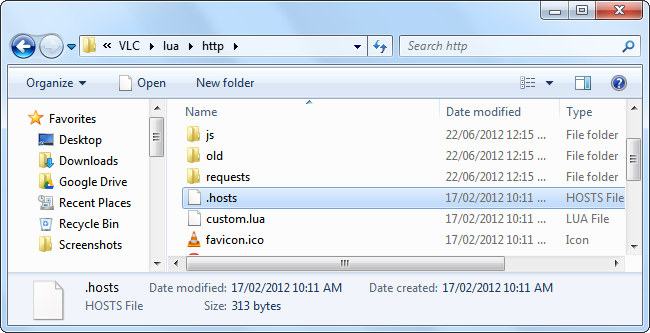 « VLC lua http Search http
Organize Open New folder
Name Date modified Type
Favorites
Desktop
Downloads
Google Drive
Recent Places
Recycle Bin
Screenshots
js 22/06/2012 12:15 ... File folder
old 22/06/2012 12:15 ... File folder
requests 22/06/2012 12:15 ... File folder
.hosts 17/02/2012 10:11 ... HOSTS File
custom.lua 17/02/2012 10:11 ... LUA File
favicon.ico 17/02/2012 10:11 ... Icon
.hosts Date modified: 17/02/2012 10:11 AM Date created: 17/02/2012 10:11 AM
HOSTS File Size: 313 bytes